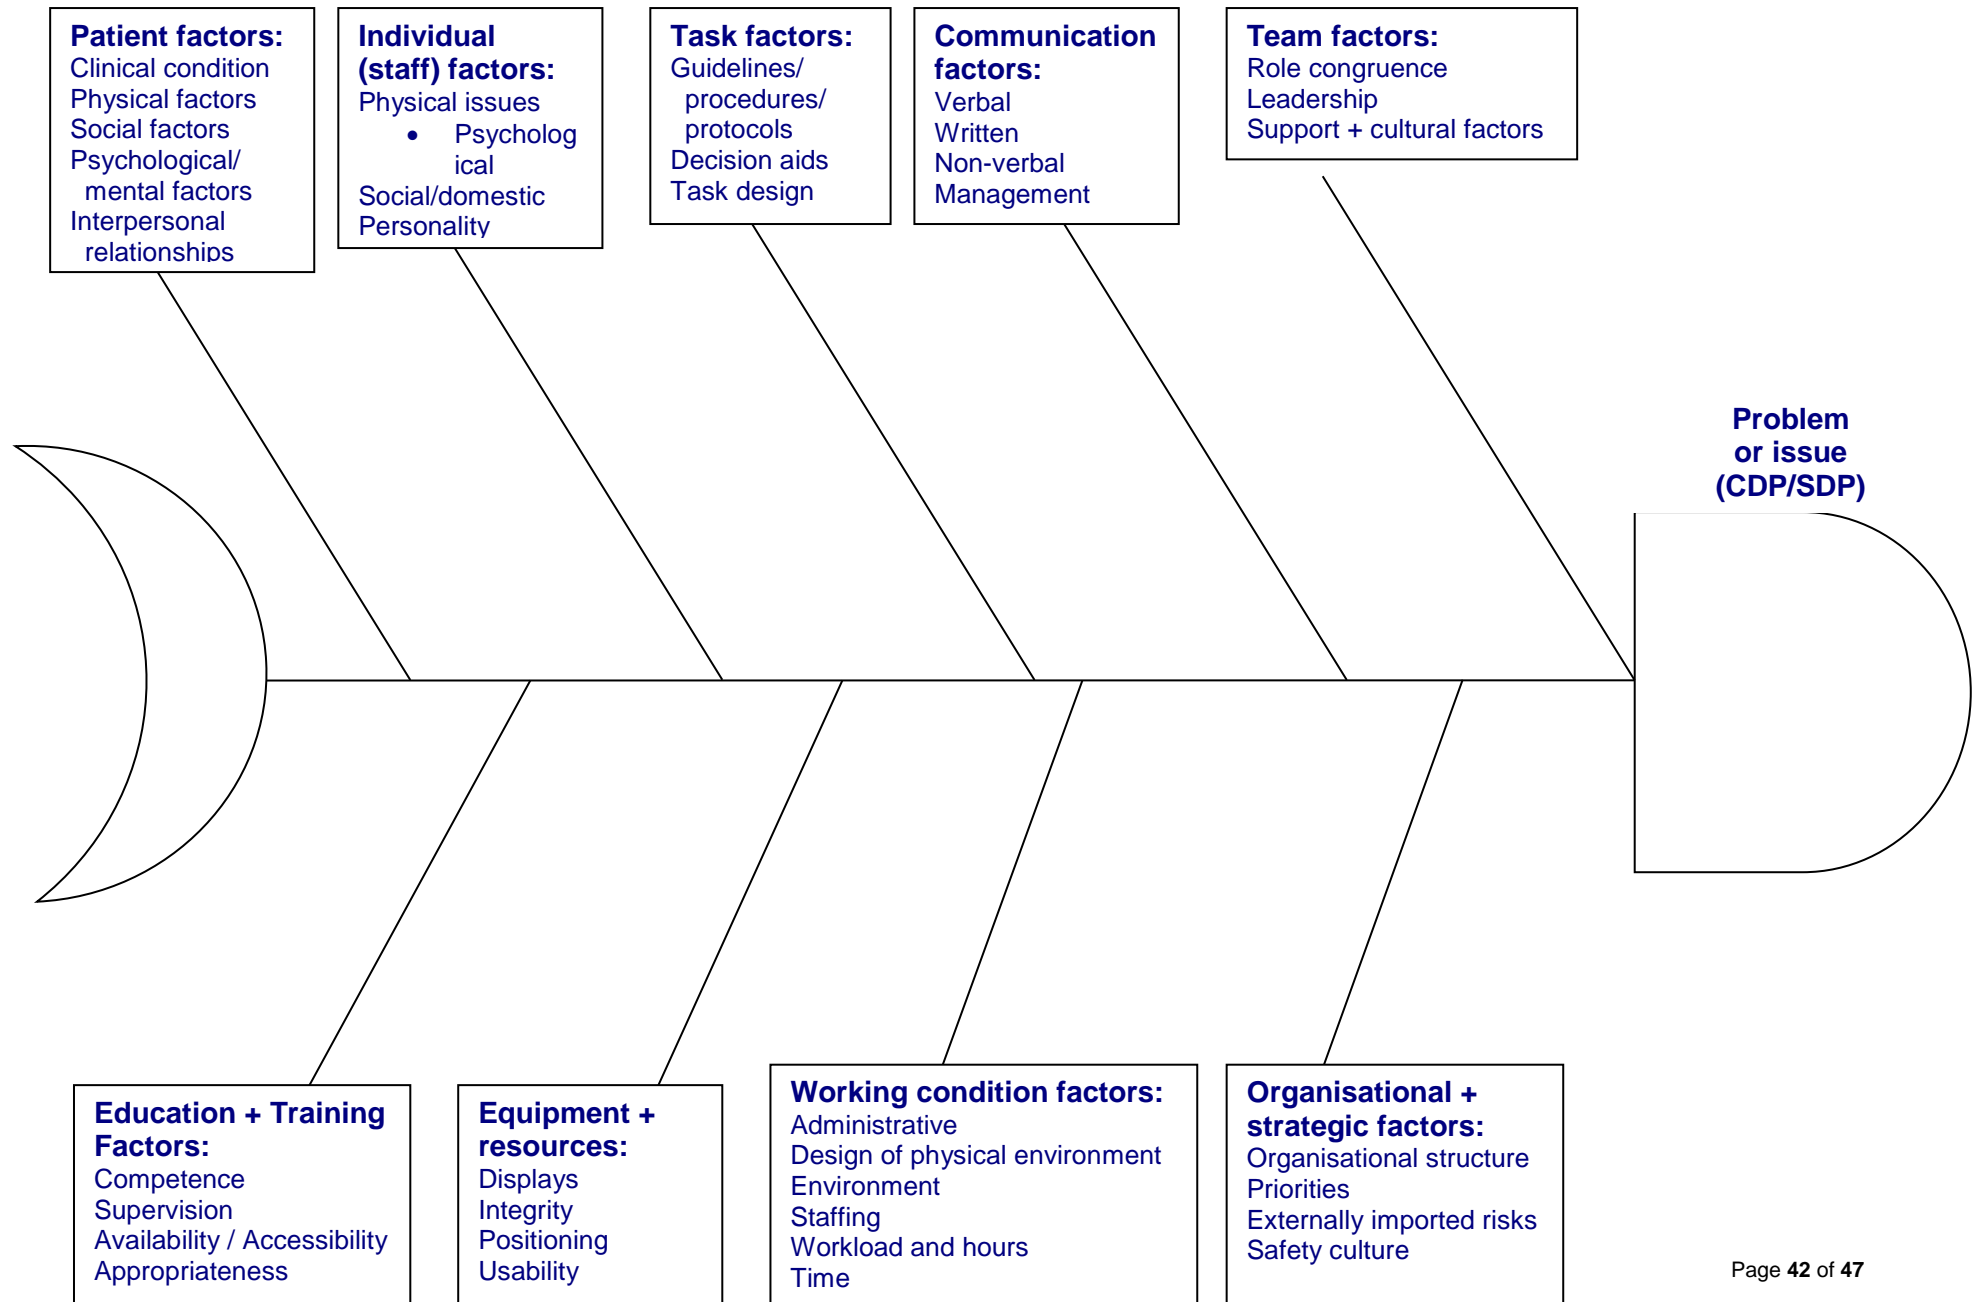 Patient factors:
Clinical condition
Physical factors
Social factors
Psychological/
mental factors
Interpersonal
relationships
Individual
(staff) factors:
Physical issues
• Psycholog
ical
Social/domestic
Personality
Task factors:
Guidelines/
procedures/
protocols
Decision aids
Task design
Communication
factors:
Verbal
Written
Non-verbal
Management
Team factors:
Role congruence
Leadership
Support + cultural factors
Problem
or issue
(CDP/SDP)
Education + Training
Factors:
Competence
Supervision
Availability / Accessibility
Appropriateness
Equipment +
resources:
Displays
Integrity
Positioning
Usability
Working condition factors:
Administrative
Design of physical environment
Environment
Staffing
Workload and hours
Time
Organisational +
strategic factors:
Organisational structure
Priorities
Externally imported risks
Safety culture
Page 42 of 47